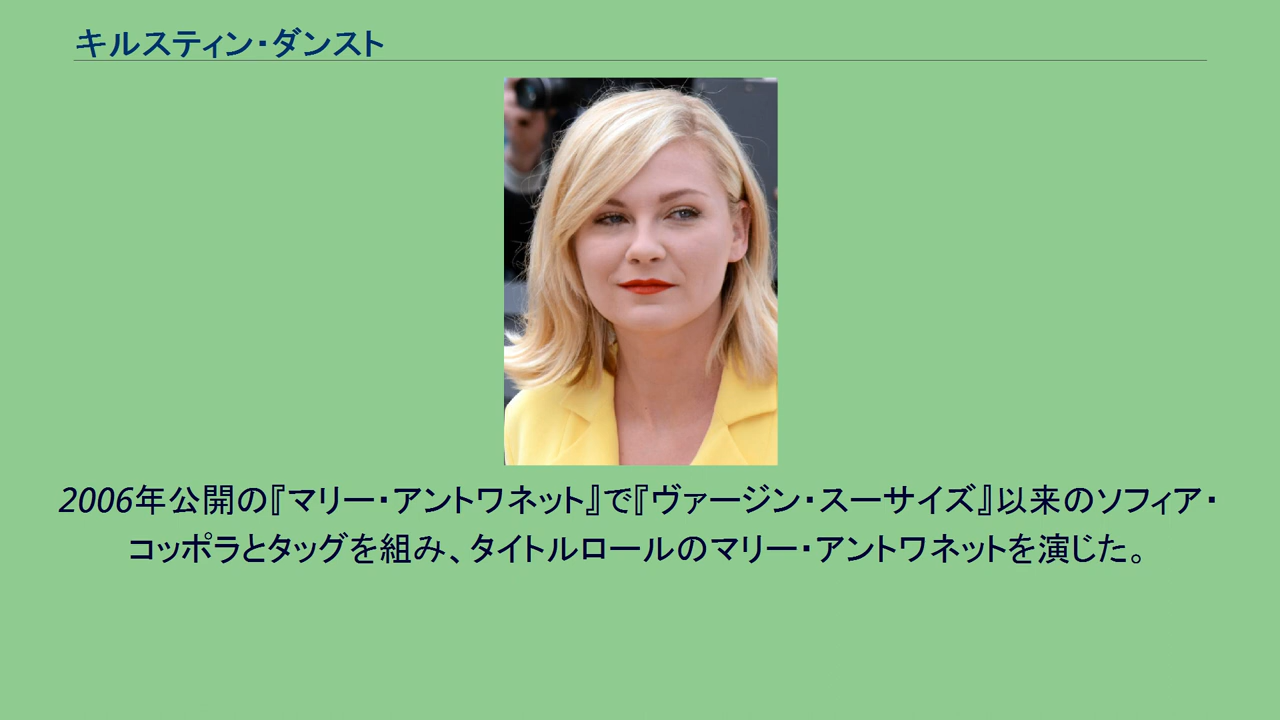 キルスティン・ダンスト
2006年公開の『マリー・アントワネット』で『ヴァージン・スーサイズ』以来のソフィア・
コッポラとタッグを組み、タイトルロールのマリー・アントワネットを演じた。